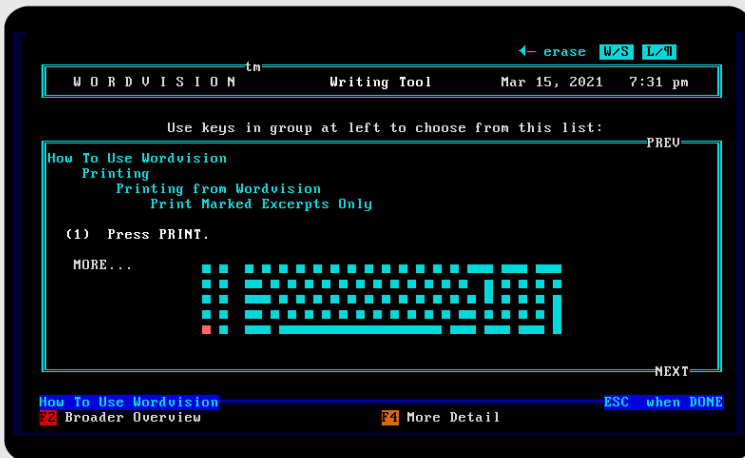 ← erase W/S L/¶
tm
WORDVISION Writing Tool Mar 15, 2021 7:31 pm
Use keys in group at left to choose from this list:
PREV
How To Use Wordvision
Printing
Printing from Wordvision
Print Marked Excerpts Only
(1) Press PRINT.
MORE...
NEXT
How To Use Wordvision ESC when DONE
F2 Broader Overview F4 More Detail